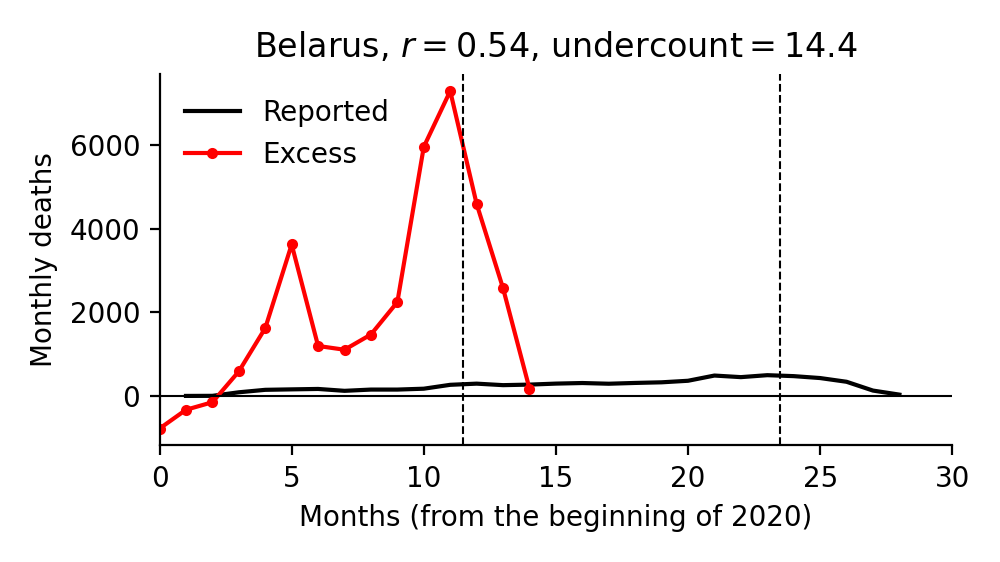 Belarus, r = 0.54, undercount = 14.4
Reported
Excess
Monthly deaths
6000
4000
2000
0
0 5 10 15 20 25 30
Months (from the beginning of 2020)